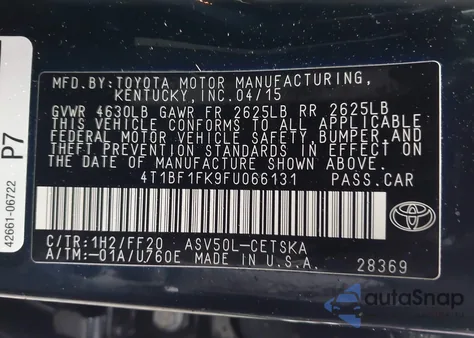 MFD.BY:TOYOTA MOTOR MANUFACTURING,
KENTUCKY,INC.04/15
GVWR 4630LB GAWR FR 2625LB RR 2625LB
THIS VEHICLE CONFORMS TO ALL APPLICABLE
FEDERAL MOTOR VEHICLE SAFETY,BUMPER,AND
THEFT PREVENTION STANDARDS IN EFFECT ON
THE DATE OF MANUFACTURE SHOWN ABOVE.
4T1BF1FK9FU066131 PASS.CAR
TOYOTA
C/TR:1H2/FF20 ASV50L-CETSKA
A/TM:-01A/U760E MADE IN U.S.A. 28369
P7
42661-06722
autoSnap